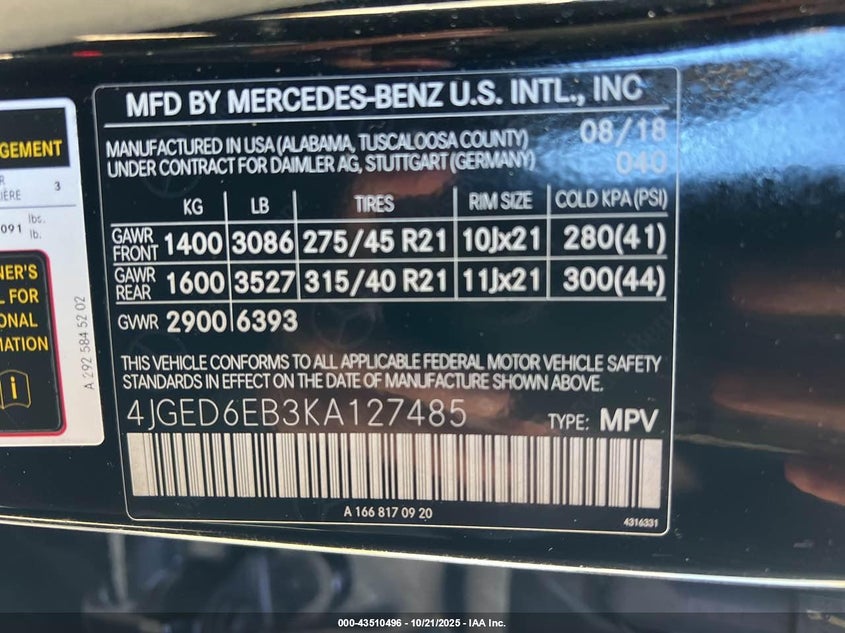 MFD BY MERCEDES-BENZ U.S. INTL., INC
MANUFACTURED IN USA (ALABAMA, TUSCALOOSA COUNTY) 08/18
UNDER CONTRACT FOR DAIMLER AG, STUTTGART (GERMANY) 040
KG LB TIRES RIM SIZE COLD KPA (PSI)
GAWR FRONT 1400 3086 275/45 R21 10Jx21 280(41)
GAWR REAR 1600 3527 315/40 R21 11Jx21 300(44)
GVWR 2900 6393
THIS VEHICLE CONFORMS TO ALL APPLICABLE FEDERAL MOTOR VEHICLE SAFETY
STANDARDS IN EFFECT ON THE DATE OF MANUFACTURE SHOWN ABOVE.
4JGED6EB3KA127485 TYPE: MPV
A 166 817 09 20
4316331
GEMENT
R
IÈRE 3
091 lbs.
lb.
NER'S
L FOR
ONAL
MATION
i
A 292 584 52 02
000-43510496 - 10/21/2025 - IAA Inc.